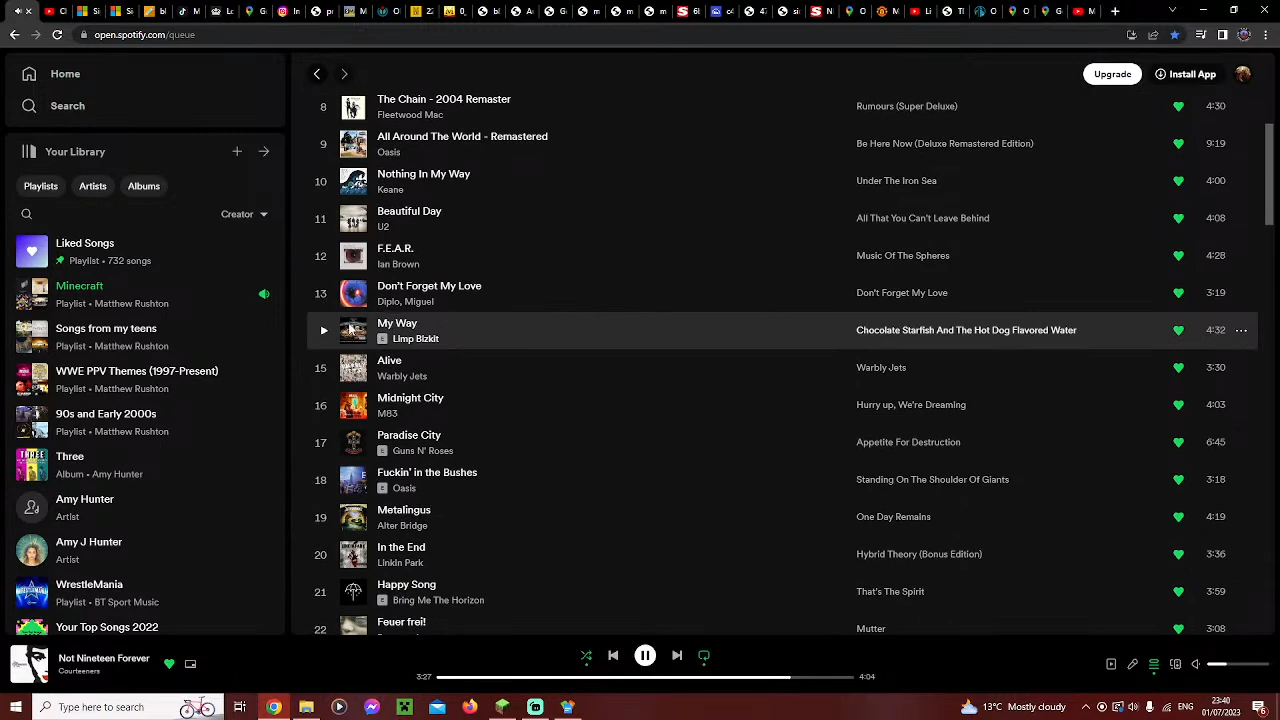 open.spotify.com/queue
Home
Search
Your Library
Playlists Artists Albums
Creator
Liked Songs
Playlist • 732 songs
Minecraft
Playlist • Matthew Rushton
Songs from my teens
Playlist • Matthew Rushton
WWE PPV Themes (1997-Present)
Playlist • Matthew Rushton
90s and Early 2000s
Playlist • Matthew Rushton
Three
Album • Amy Hunter
Amy Hunter
Artist
Amy J Hunter
Artist
WrestleMania
Playlist • BT Sport Music
Your Top Songs 2022
Upgrade Install App
8 The Chain - 2004 Remaster Rumours (Super Deluxe) 4:30
Fleetwood Mac
9 All Around The World - Remastered Be Here Now (Deluxe Remastered Edition) 9:19
Oasis
10 Nothing In My Way Under The Iron Sea 4:00
Keane
11 Beautiful Day All That You Can't Leave Behind 4:08
U2
12 F.E.A.R. Music Of The Spheres 4:28
Ian Brown
13 Don't Forget My Love Don't Forget My Love 3:19
Diplo, Miguel
My Way Chocolate Starfish And The Hot Dog Flavored Water 4:32
E Limp Bizkit
15 Alive Warbly Jets 3:30
Warbly Jets
16 Midnight City Hurry up, We're Dreaming 4:03
M83
17 Paradise City Appetite For Destruction 6:45
E Guns N' Roses
18 Fuckin' in the Bushes Standing On The Shoulder Of Giants 3:18
E Oasis
19 Metalingus One Day Remains 4:19
Alter Bridge
20 In the End Hybrid Theory (Bonus Edition) 3:36
Linkin Park
21 Happy Song That's The Spirit 3:59
E Bring Me The Horizon
22 Feuer frei! Mutter 3:08
Not Nineteen Forever
Courteeners
3:27 4:04
Type here to search
13°C Mostly cloudy
23:40
01/07/2023